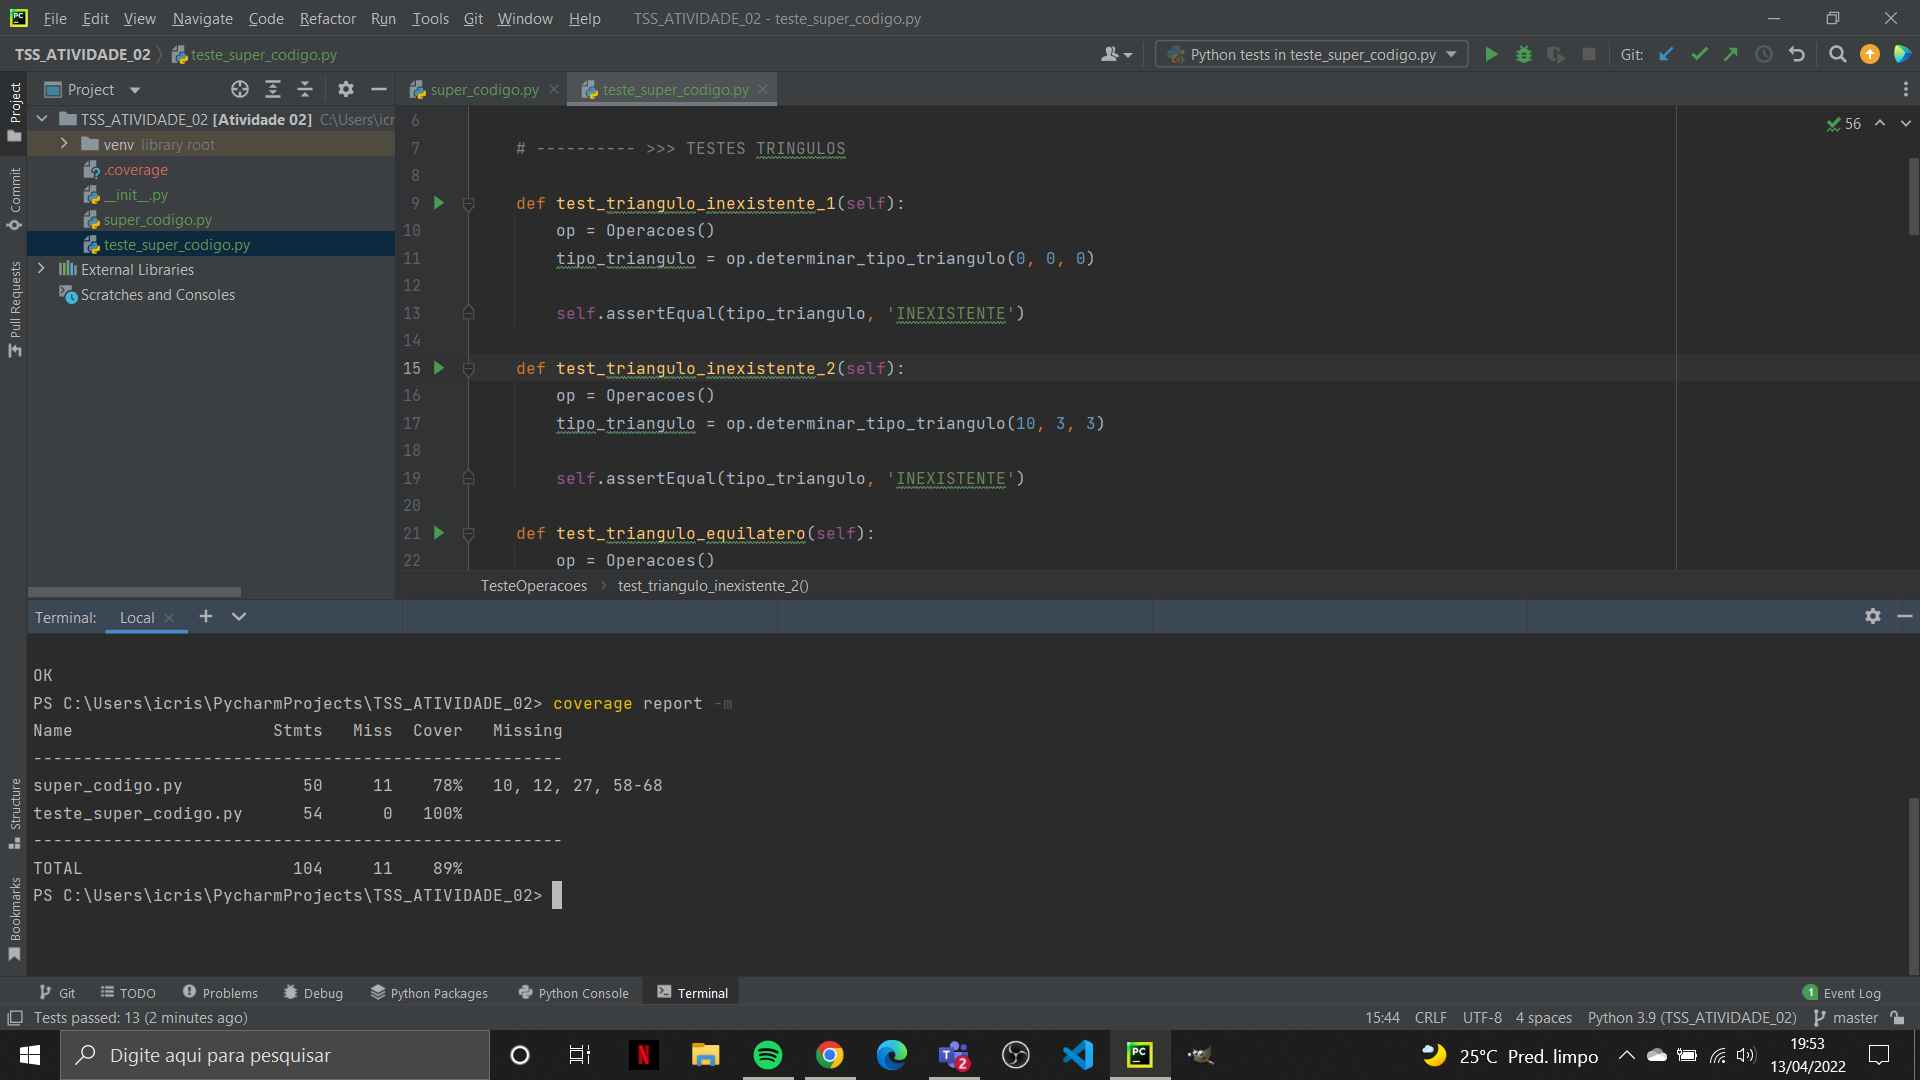 File Edit View Navigate Code Refactor Run Tools Git Window Help TSS_ATIVIDADE_02 - teste_super_codigo.py
TSS_ATIVIDADE_02 teste_super_codigo.py Python tests in teste_super_codigo.py Git:
Project
Commit
Pull Requests
Structure
Bookmarks
Project
TSS_ATIVIDADE_02 [Atividade 02] C:\Users\icr
venv library root
.coverage
__init__.py
super_codigo.py
teste_super_codigo.py
External Libraries
Scratches and Consoles
super_codigo.py teste_super_codigo.py
56
6
7 # ---------- >>> TESTES TRINGULOS
8
9 def test_triangulo_inexistente_1(self):
10 op = Operacoes()
11 tipo_triangulo = op.determinar_tipo_triangulo(0, 0, 0)
12
13 self.assertEqual(tipo_triangulo, 'INEXISTENTE')
14
15 def test_triangulo_inexistente_2(self):
16 op = Operacoes()
17 tipo_triangulo = op.determinar_tipo_triangulo(10, 3, 3)
18
19 self.assertEqual(tipo_triangulo, 'INEXISTENTE')
20
21 def test_triangulo_equilatero(self):
22 op = Operacoes()
TesteOperacoes test_triangulo_inexistente_2()
Terminal: Local
OK
PS C:\Users\icris\PycharmProjects\TSS_ATIVIDADE_02> coverage report -m
Name Stmts Miss Cover Missing
-----------------------------------------------------
super_codigo.py 50 11 78% 10, 12, 27, 58-68
teste_super_codigo.py 54 0 100%
-----------------------------------------------------
TOTAL 104 11 89%
PS C:\Users\icris\PycharmProjects\TSS_ATIVIDADE_02>
Git TODO Problems Debug Python Packages Python Console Terminal 1 Event Log
Tests passed: 13 (2 minutes ago) 15:44 CRLF UTF-8 4 spaces Python 3.9 (TSS_ATIVIDADE_02) master
Digite aqui para pesquisar 2 25°C Pred. limpo 19:53
13/04/2022